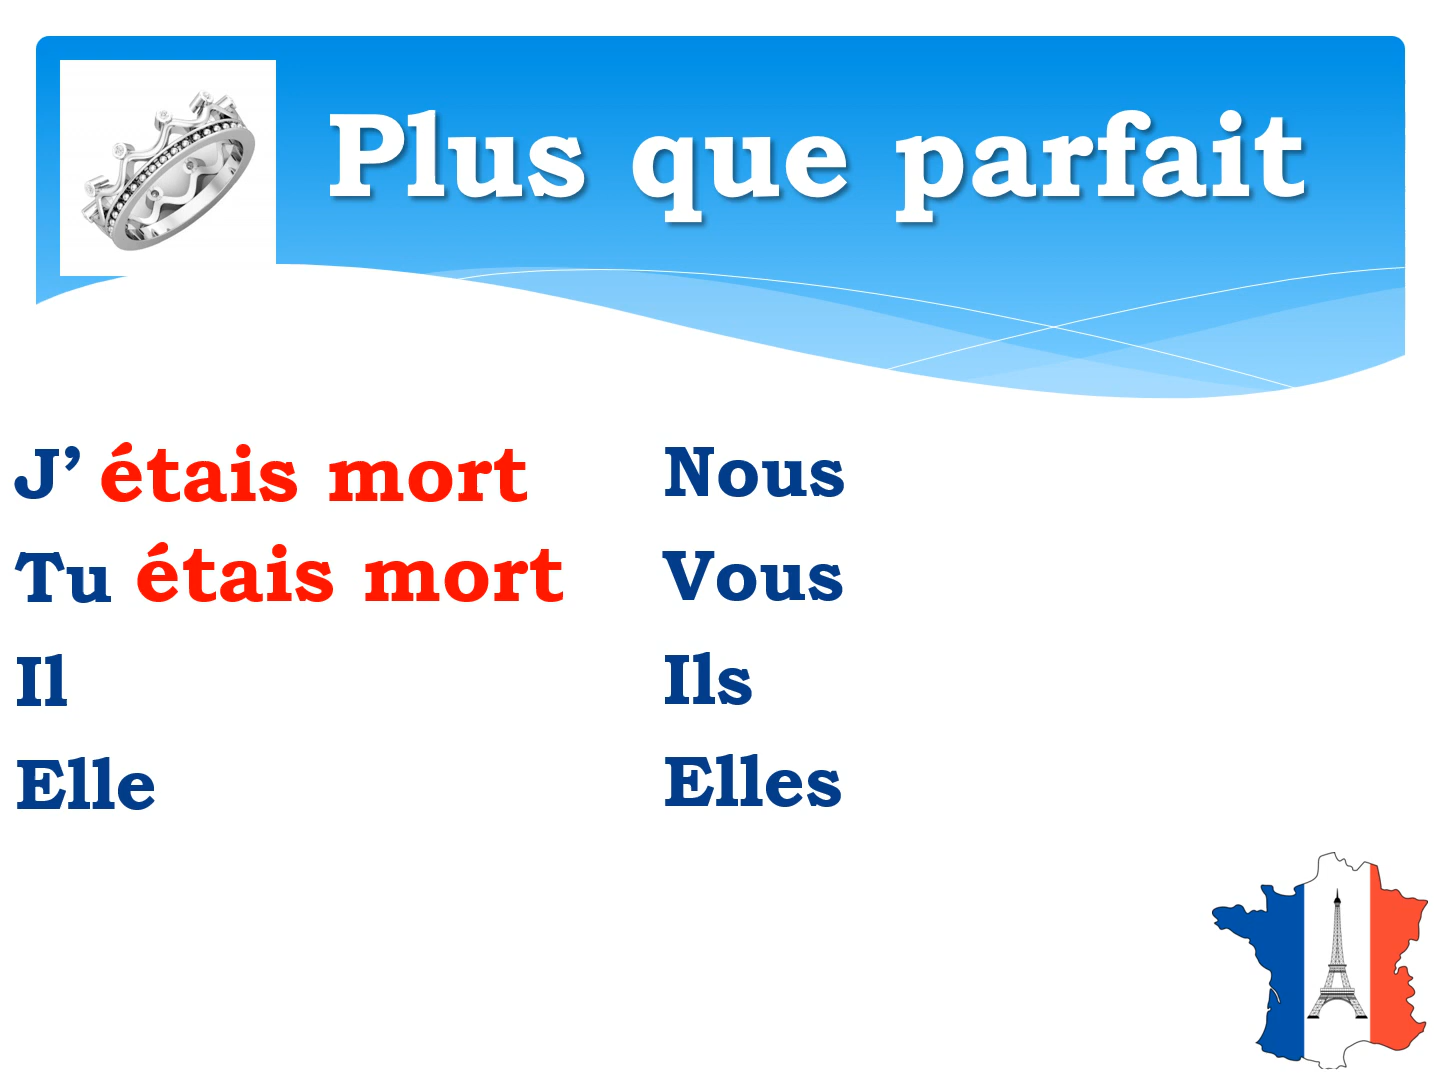 Plus que parfait
J’ étais mort
Tu étais mort
Il
Elle
Nous
Vous
Ils
Elles